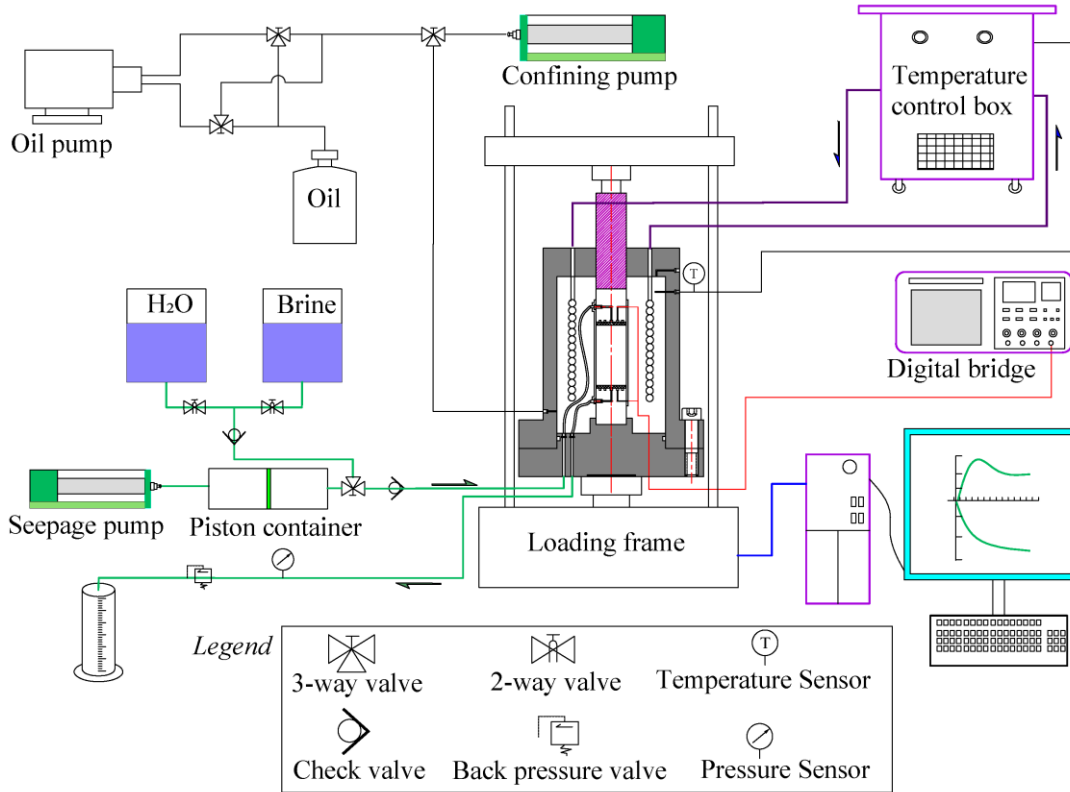 Confining pump
Temperature
control box
Oil pump
Oil
T
H₂O
Brine
Digital bridge
Seepage pump
Piston container
Loading frame
Legend
3-way valve
2-way valve
T
Temperature Sensor
Check valve
Back pressure valve
Pressure Sensor